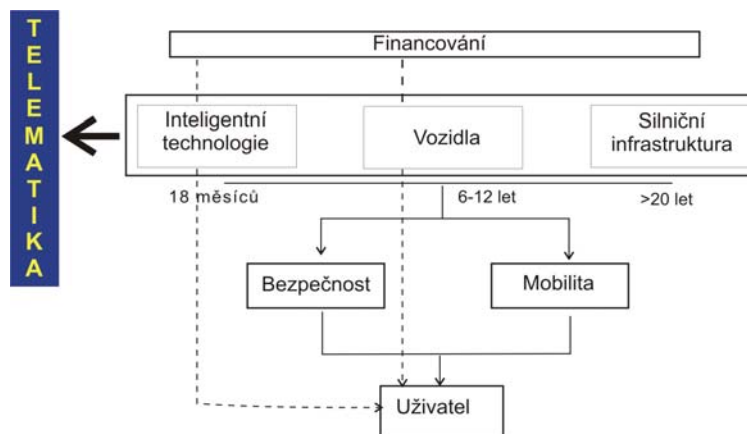 TELEMATIKA
Financování
Inteligentní
technologie
Vozidla
Silniční
infrastruktura
18 měsíců
6-12 let
>20 let
Bezpečnost
Mobilita
Uživatel